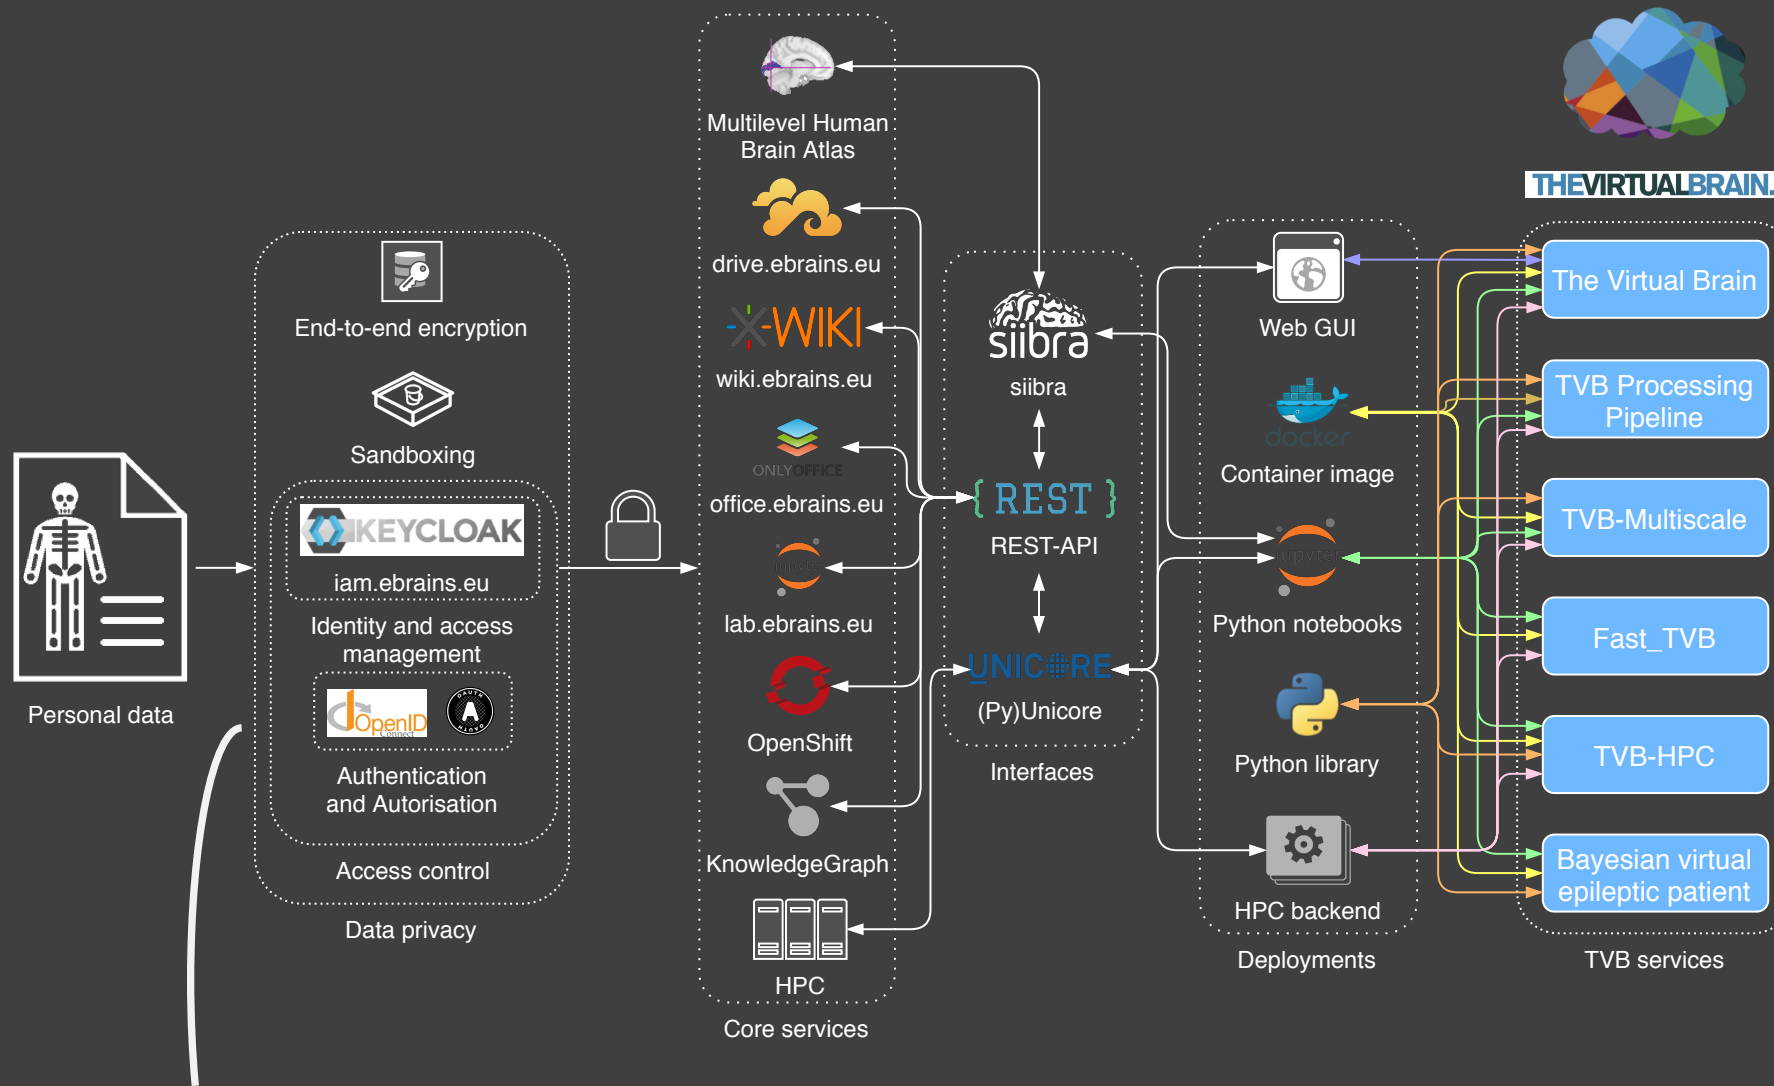 Personal data
End-to-end encryption
Sandboxing
KEYCLOAK
iam.ebrains.eu
Identity and access
management
OpenID
Connect
OAUTH
A
OAUTH
Authentication
and Autorisation
Access control
Data privacy
Multilevel Human
Brain Atlas
drive.ebrains.eu
X-WIKI
wiki.ebrains.eu
ONLYOFFICE
office.ebrains.eu
jupyter
lab.ebrains.eu
OpenShift
KnowledgeGraph
HPC
Core services
siibra
siibra
{ REST }
REST-API
UNICORE
(Py)Unicore
Interfaces
Web GUI
docker
Container image
jupyter
Python notebooks
Python library
HPC backend
Deployments
THEVIRTUALBRAIN.
The Virtual Brain
TVB Processing
Pipeline
TVB-Multiscale
Fast_TVB
TVB-HPC
Bayesian virtual
epileptic patient
TVB services